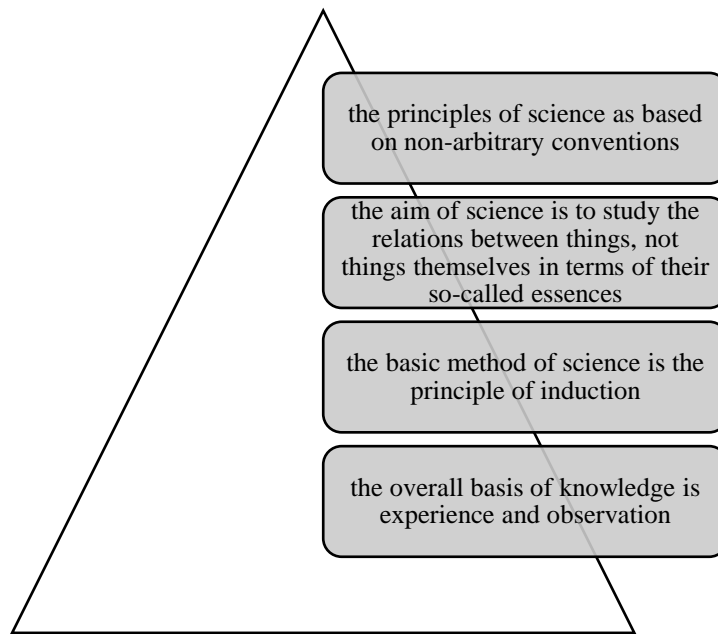 the principles of science as based
on non-arbitrary conventions
the aim of science is to study the
relations between things, not
things themselves in terms of their
so-called essences
the basic method of science is the
principle of induction
the overall basis of knowledge is
experience and observation